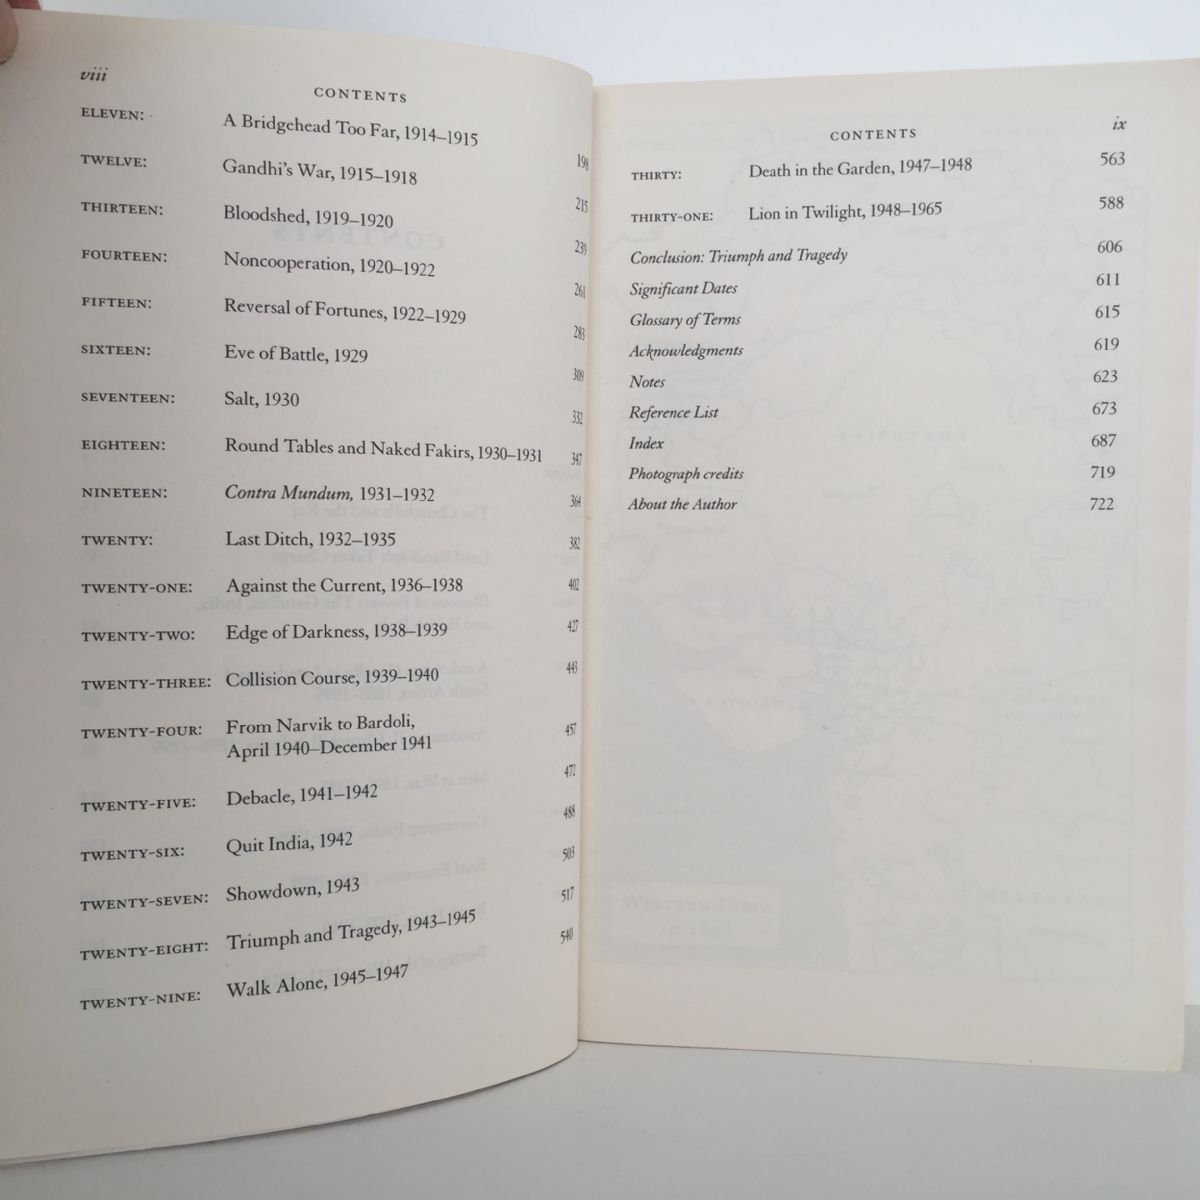 viii
CONTENTS
ELEVEN: A Bridgehead Too Far, 1914–1915 198
TWELVE: Gandhi's War, 1915–1918 215
THIRTEEN: Bloodshed, 1919–1920 239
FOURTEEN: Noncooperation, 1920–1922 261
FIFTEEN: Reversal of Fortunes, 1922–1929 283
SIXTEEN: Eve of Battle, 1929 309
SEVENTEEN: Salt, 1930 332
EIGHTEEN: Round Tables and Naked Fakirs, 1930–1931 347
NINETEEN: Contra Mundum, 1931–1932 364
TWENTY: Last Ditch, 1932–1935 382
TWENTY-ONE: Against the Current, 1936–1938 402
TWENTY-TWO: Edge of Darkness, 1938–1939 427
TWENTY-THREE: Collision Course, 1939–1940 443
TWENTY-FOUR: From Narvik to Bardoli,
April 1940–December 1941 457
TWENTY-FIVE: Debacle, 1941–1942 472
TWENTY-SIX: Quit India, 1942 488
TWENTY-SEVEN: Showdown, 1943 503
TWENTY-EIGHT: Triumph and Tragedy, 1943–1945 517
TWENTY-NINE: Walk Alone, 1945–1947 540
ix
CONTENTS
THIRTY: Death in the Garden, 1947–1948 563
THIRTY-ONE: Lion in Twilight, 1948–1965 588
Conclusion: Triumph and Tragedy 606
Significant Dates 611
Glossary of Terms 615
Acknowledgments 619
Notes 623
Reference List 673
Index 687
Photograph credits 719
About the Author 722